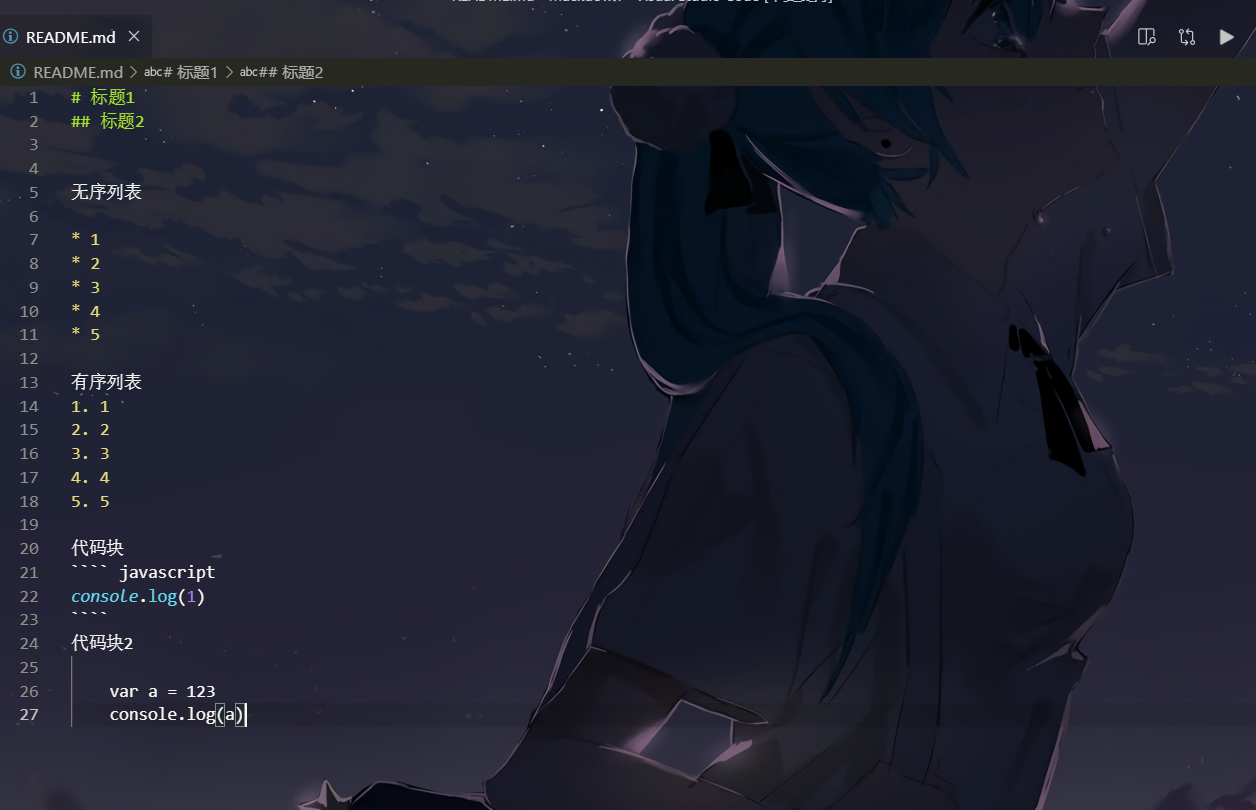 README.md
README.md > abc# 标题1 > abc## 标题2
1 # 标题1
2 ## 标题2
3
4
5 无序列表
6
7 * 1
8 * 2
9 * 3
10 * 4
11 * 5
12
13 有序列表
14 1. 1
15 2. 2
16 3. 3
17 4. 4
18 5. 5
19
20 代码块
21 ```` javascript
22 console.log(1)
23 ````
24 代码块2
25
26 var a = 123
27 console.log(a)